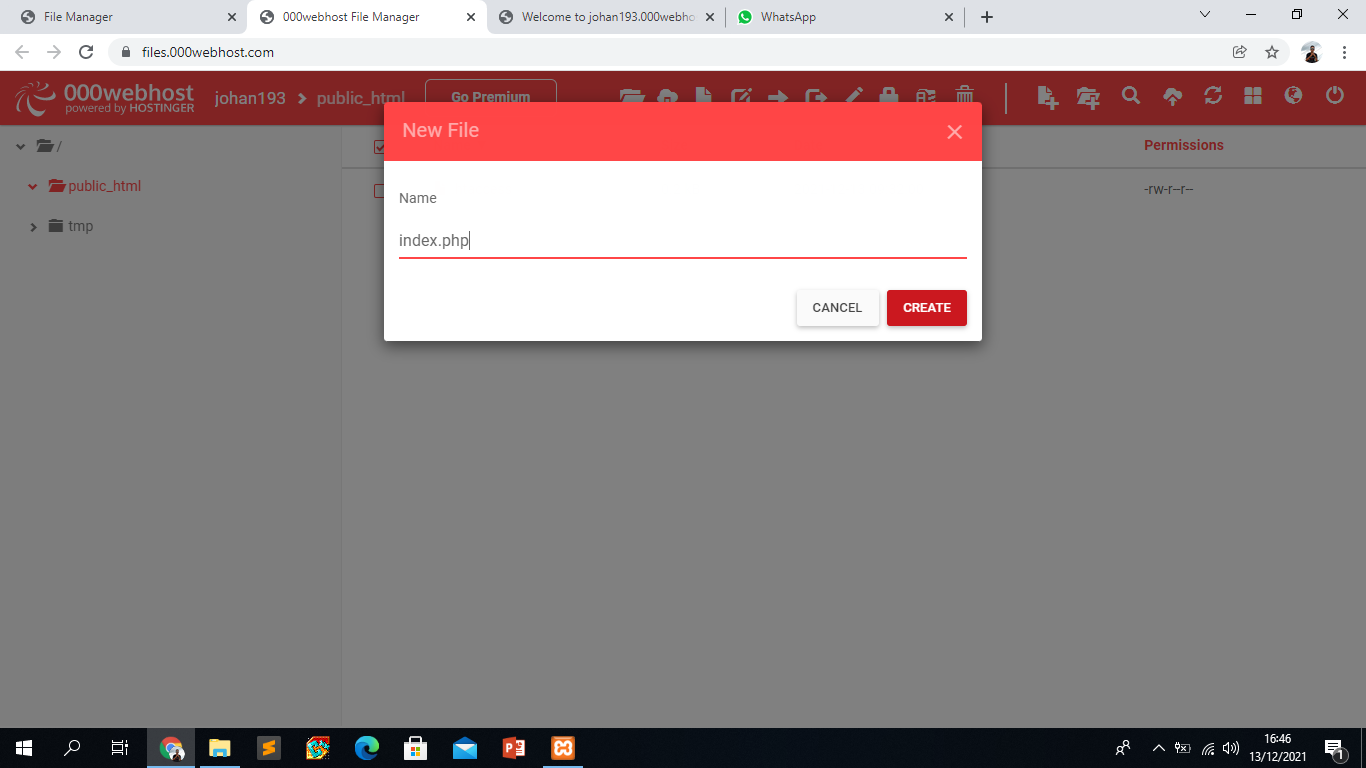 File Manager
000webhost File Manager
Welcome to johan193.000webho
WhatsApp
files.000webhost.com
000webhost
powered by HOSTINGER
johan193
public_html
Go Premium
New File
/
Permissions
public_html
-rw-r--r--
Name
tmp
index.php
CANCEL
CREATE
16:46
13/12/2021
1